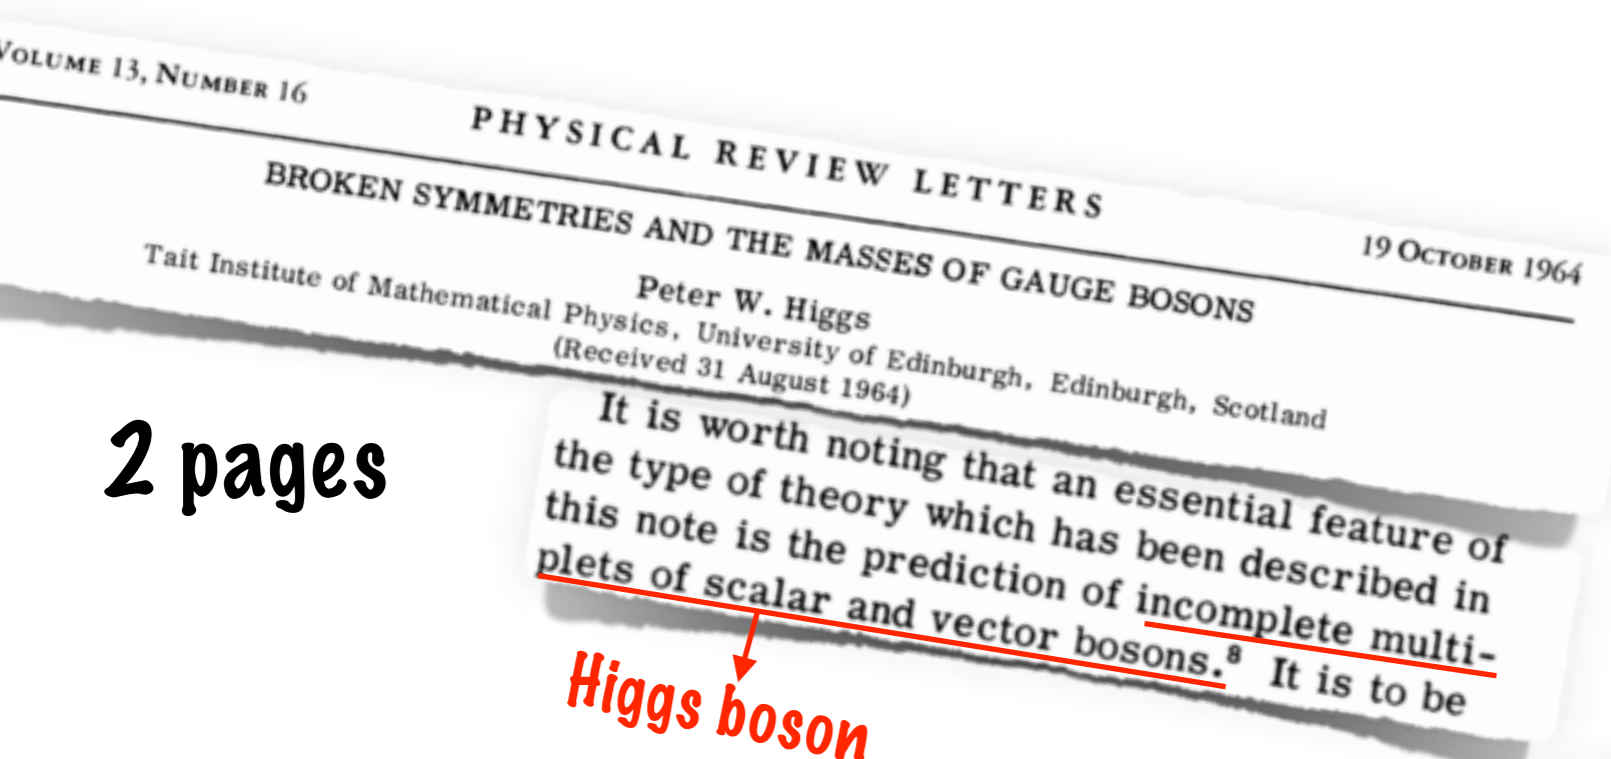 VOLUME 13, NUMBER 16
PHYSICAL REVIEW LETTERS
19 OCTOBER 1964
BROKEN SYMMETRIES AND THE MASSES OF GAUGE BOSONS
Peter W. Higgs
Tait Institute of Mathematical Physics, University of Edinburgh, Edinburgh, Scotland
(Received 31 August 1964)
2 pages
It is worth noting that an essential feature of
the type of theory which has been described in
this note is the prediction of incomplete multi-
plets of scalar and vector bosons.⁸ It is to be
Higgs boson